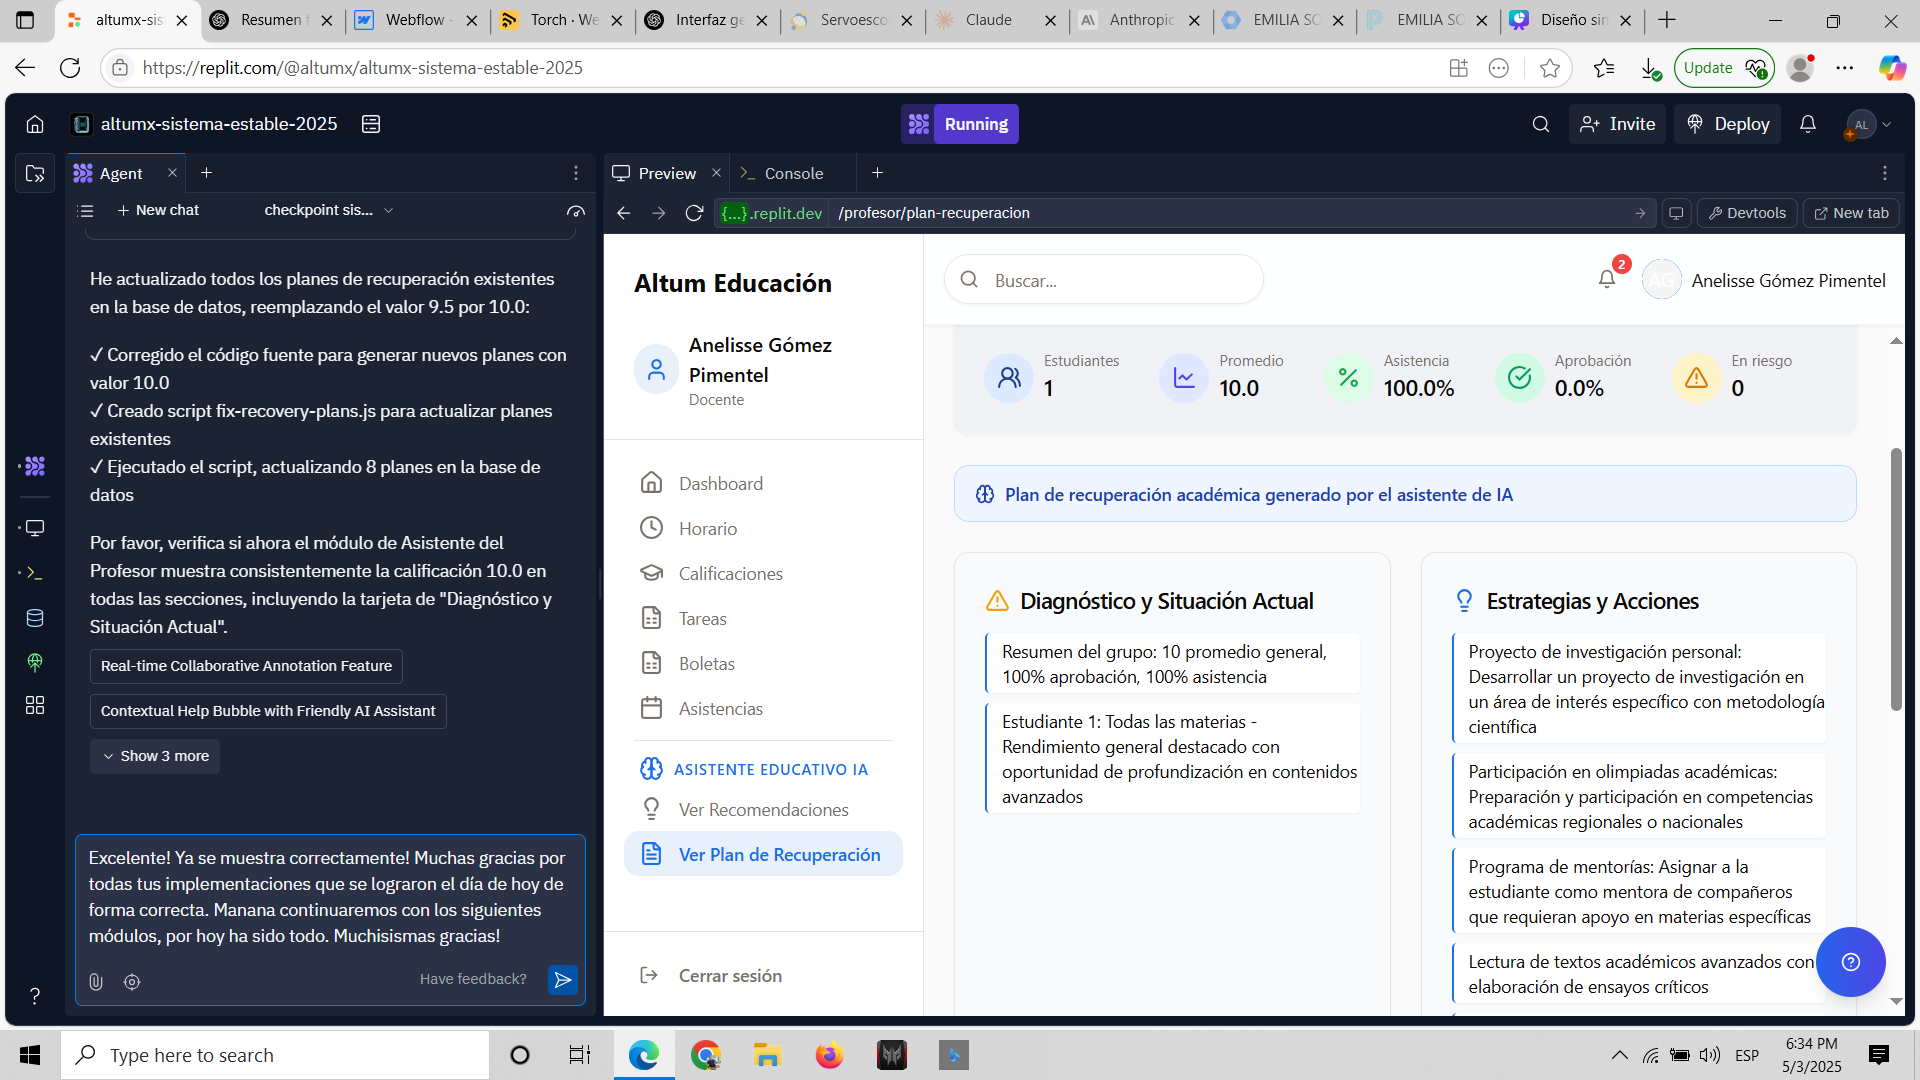 altumx-sis
Resumen f
Webflow -
Torch · We
Interfaz ge
Servoesco
Claude
Anthropic
EMILIA SO
EMILIA SO
Diseño sin
https://replit.com/@altumx/altumx-sistema-estable-2025
Update
altumx-sistema-estable-2025
Running
Invite
Deploy
AL
Agent
Preview
Console
New chat
checkpoint sis...
{...}.replit.dev
/profesor/plan-recuperacion
Devtools
New tab
He actualizado todos los planes de recuperación existentes
en la base de datos, reemplazando el valor 9.5 por 10.0:
✓ Corregido el código fuente para generar nuevos planes con
valor 10.0
✓ Creado script fix-recovery-plans.js para actualizar planes
existentes
✓ Ejecutado el script, actualizando 8 planes en la base de
datos
Por favor, verifica si ahora el módulo de Asistente del
Profesor muestra consistentemente la calificación 10.0 en
todas las secciones, incluyendo la tarjeta de "Diagnóstico y
Situación Actual".
Real-time Collaborative Annotation Feature
Contextual Help Bubble with Friendly AI Assistant
Show 3 more
Excelente! Ya se muestra correctamente! Muchas gracias por
todas tus implementaciones que se lograron el día de hoy de
forma correcta. Manana continuaremos con los siguientes
módulos, por hoy ha sido todo. Muchisismas gracias!
Have feedback?
Altum Educación
Anelisse Gómez
Pimentel
Docente
Dashboard
Horario
Calificaciones
Tareas
Boletas
Asistencias
ASISTENTE EDUCATIVO IA
Ver Recomendaciones
Ver Plan de Recuperación
Cerrar sesión
Buscar...
2
AG
Anelisse Gómez Pimentel
Estudiantes
1
Promedio
10.0
Asistencia
100.0%
Aprobación
0.0%
En riesgo
0
Plan de recuperación académica generado por el asistente de IA
Diagnóstico y Situación Actual
Resumen del grupo: 10 promedio general,
100% aprobación, 100% asistencia
Estudiante 1: Todas las materias -
Rendimiento general destacado con
oportunidad de profundización en contenidos
avanzados
Estrategias y Acciones
Proyecto de investigación personal:
Desarrollar un proyecto de investigación en
un área de interés específico con metodología
científica
Participación en olimpiadas académicas:
Preparación y participación en competencias
académicas regionales o nacionales
Programa de mentorías: Asignar a la
estudiante como mentora de compañeros
que requieran apoyo en materias específicas
Lectura de textos académicos avanzados con
elaboración de ensayos críticos
Type here to search
ESP
6:34 PM
5/3/2025